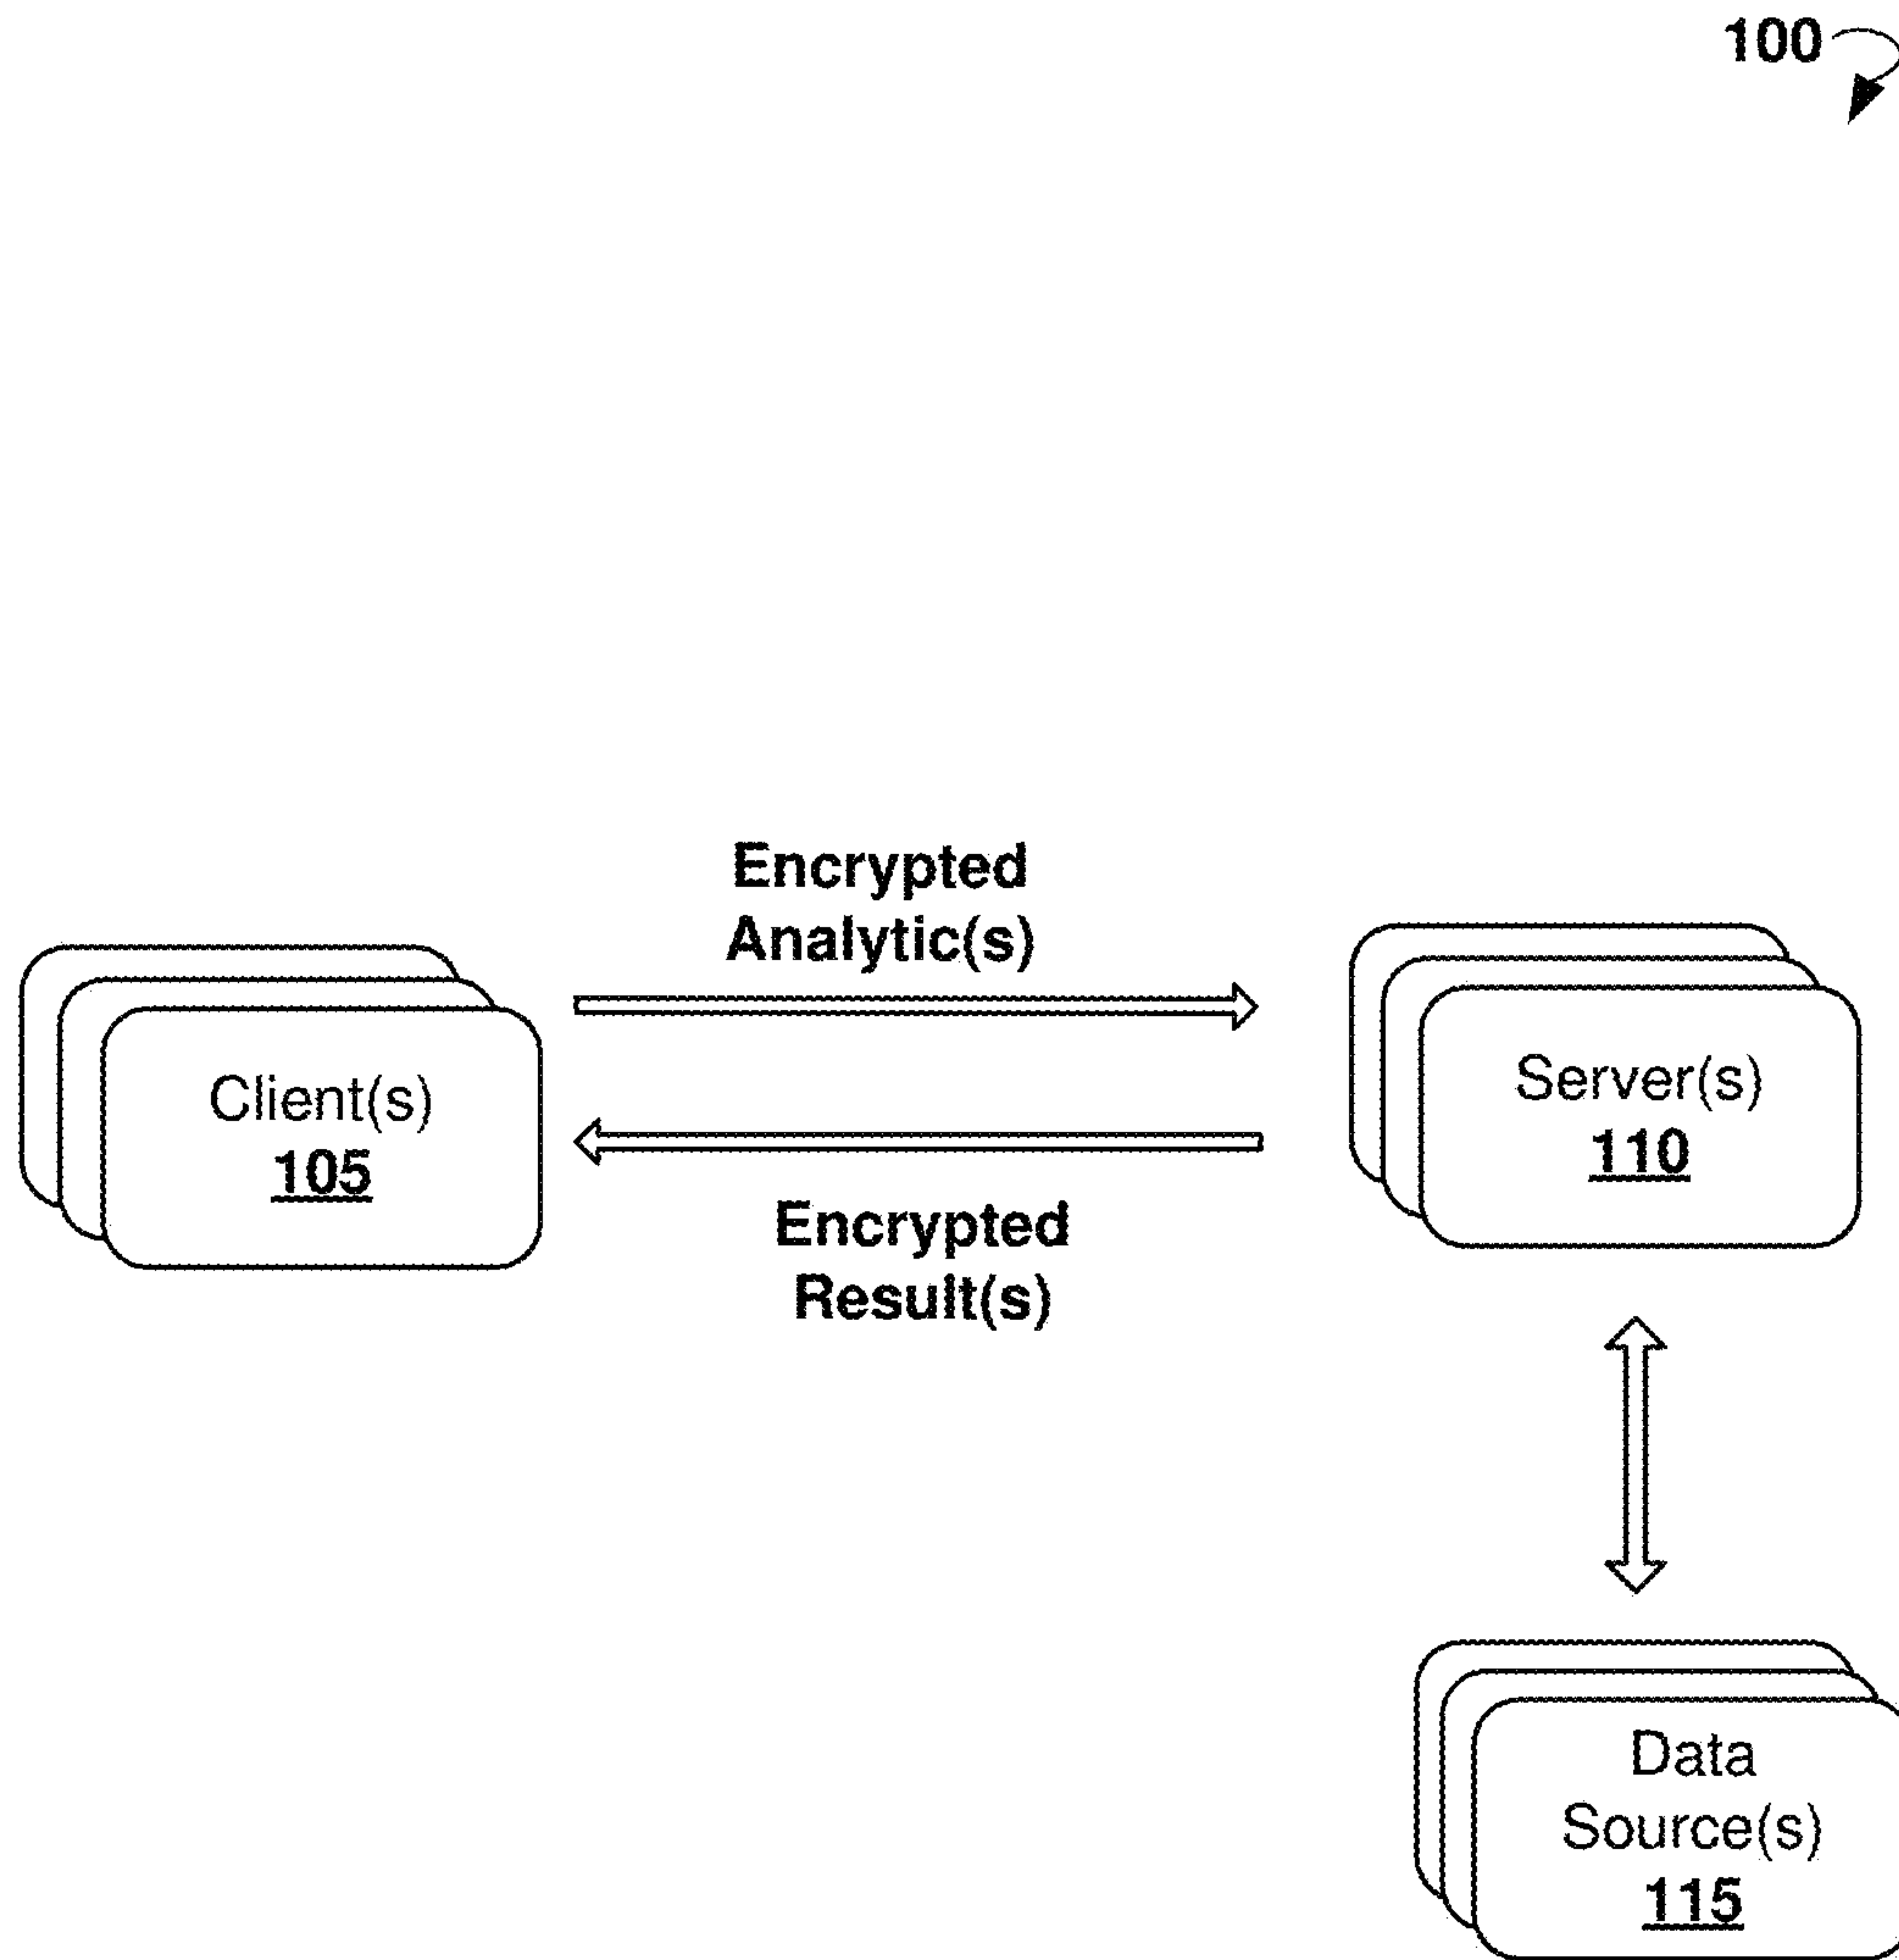 100
Encrypted
Analytic(s)
Client(s)
105
Server(s)
110
Encrypted
Result(s)
Data
Source(s)
115